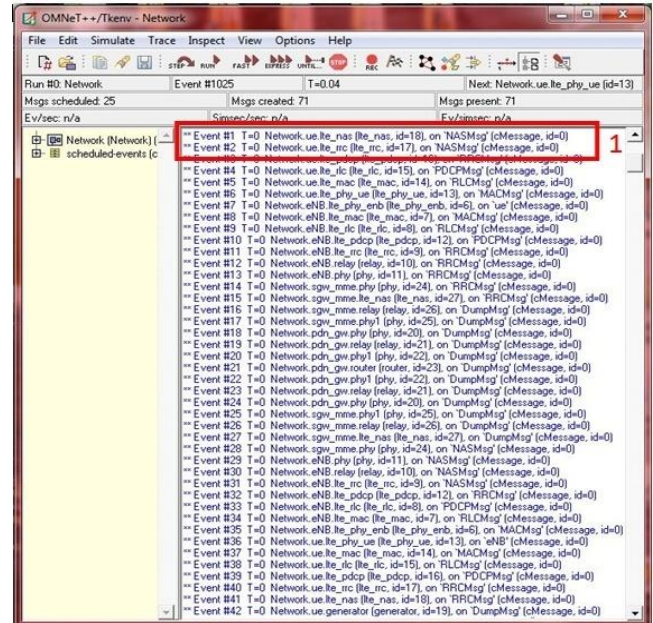 OMNeT++/Tkenv - Network
File Edit Simulate Trace Inspect View Options Help
STEP RUN FAST EXPRESS UNTIL... STOP REC
Run #0: Network Event #1025 T=0.04 Next: Network.ue.lte_phy_ue (id=13)
Msgs scheduled: 25 Msgs created: 71 Msgs present: 71
Ev/sec: n/a Simsec/sec: n/a Ev/simsec: n/a
Network (Network) (
scheduled-events (c
** Event #1 T=0 Network.ue.lte_nas (lte_nas, id=18), on `NASMsg' (cMessage, id=0)
1
** Event #2 T=0 Network.ue.lte_rrc (lte_rrc, id=17), on `NASMsg' (cMessage, id=0)
** Event #3 T=0 Network.ue.lte_pdcp (lte_pdcp, id=16), on `RRCMsg' (cMessage, id=0)
** Event #4 T=0 Network.ue.lte_rlc (lte_rlc, id=15), on `PDCPMsg' (cMessage, id=0)
** Event #5 T=0 Network.ue.lte_mac (lte_mac, id=14), on `RLCMsg' (cMessage, id=0)
** Event #6 T=0 Network.ue.lte_phy_ue (lte_phy_ue, id=13), on `MACMsg' (cMessage, id=0)
** Event #7 T=0 Network.eNB.lte_phy_enb (lte_phy_enb, id=6), on `ue' (cMessage, id=0)
** Event #8 T=0 Network.eNB.lte_mac (lte_mac, id=7), on `MACMsg' (cMessage, id=0)
** Event #9 T=0 Network.eNB.lte_rlc (lte_rlc, id=8), on `RLCMsg' (cMessage, id=0)
** Event #10 T=0 Network.eNB.lte_pdcp (lte_pdcp, id=12), on `PDCPMsg' (cMessage, id=0)
** Event #11 T=0 Network.eNB.lte_rrc (lte_rrc, id=9), on `RRCMsg' (cMessage, id=0)
** Event #12 T=0 Network.eNB.relay (relay, id=10), on `RRCMsg' (cMessage, id=0)
** Event #13 T=0 Network.eNB.phy (phy, id=11), on `RRCMsg' (cMessage, id=0)
** Event #14 T=0 Network.sgw_mme.phy (phy, id=24), on `RRCMsg' (cMessage, id=0)
** Event #15 T=0 Network.sgw_mme.lte_nas (lte_nas, id=27), on `RRCMsg' (cMessage, id=0)
** Event #16 T=0 Network.sgw_mme.relay (relay, id=26), on `DumpMsg' (cMessage, id=0)
** Event #17 T=0 Network.sgw_mme.phy1 (phy, id=25), on `DumpMsg' (cMessage, id=0)
** Event #18 T=0 Network.pdn_gw.phy (phy, id=20), on `DumpMsg' (cMessage, id=0)
** Event #19 T=0 Network.pdn_gw.relay (relay, id=21), on `DumpMsg' (cMessage, id=0)
** Event #20 T=0 Network.pdn_gw.phy1 (phy, id=22), on `DumpMsg' (cMessage, id=0)
** Event #21 T=0 Network.pdn_gw.router (router, id=23), on `DumpMsg' (cMessage, id=0)
** Event #22 T=0 Network.pdn_gw.phy1 (phy, id=22), on `DumpMsg' (cMessage, id=0)
** Event #23 T=0 Network.pdn_gw.relay (relay, id=21), on `DumpMsg' (cMessage, id=0)
** Event #24 T=0 Network.pdn_gw.phy (phy, id=20), on `DumpMsg' (cMessage, id=0)
** Event #25 T=0 Network.sgw_mme.phy1 (phy, id=25), on `DumpMsg' (cMessage, id=0)
** Event #26 T=0 Network.sgw_mme.relay (relay, id=26), on `DumpMsg' (cMessage, id=0)
** Event #27 T=0 Network.sgw_mme.lte_nas (lte_nas, id=27), on `DumpMsg' (cMessage, id=0)
** Event #28 T=0 Network.sgw_mme.phy (phy, id=24), on `NASMsg' (cMessage, id=0)
** Event #29 T=0 Network.eNB.phy (phy, id=11), on `NASMsg' (cMessage, id=0)
** Event #30 T=0 Network.eNB.relay (relay, id=10), on `NASMsg' (cMessage, id=0)
** Event #31 T=0 Network.eNB.lte_rrc (lte_rrc, id=9), on `NASMsg' (cMessage, id=0)
** Event #32 T=0 Network.eNB.lte_pdcp (lte_pdcp, id=12), on `RRCMsg' (cMessage, id=0)
** Event #33 T=0 Network.eNB.lte_rlc (lte_rlc, id=8), on `PDCPMsg' (cMessage, id=0)
** Event #34 T=0 Network.eNB.lte_mac (lte_mac, id=7), on `RLCMsg' (cMessage, id=0)
** Event #35 T=0 Network.eNB.lte_phy_enb (lte_phy_enb, id=6), on `MACMsg' (cMessage, id=0)
** Event #36 T=0 Network.ue.lte_phy_ue (lte_phy_ue, id=13), on `eNB' (cMessage, id=0)
** Event #37 T=0 Network.ue.lte_mac (lte_mac, id=14), on `MACMsg' (cMessage, id=0)
** Event #38 T=0 Network.ue.lte_rlc (lte_rlc, id=15), on `RLCMsg' (cMessage, id=0)
** Event #39 T=0 Network.ue.lte_pdcp (lte_pdcp, id=16), on `PDCPMsg' (cMessage, id=0)
** Event #40 T=0 Network.ue.lte_rrc (lte_rrc, id=17), on `RRCMsg' (cMessage, id=0)
** Event #41 T=0 Network.ue.lte_nas (lte_nas, id=18), on `RRCMsg' (cMessage, id=0)
** Event #42 T=0 Network.ue.generator (generator, id=19), on `DumpMsg' (cMessage, id=0)